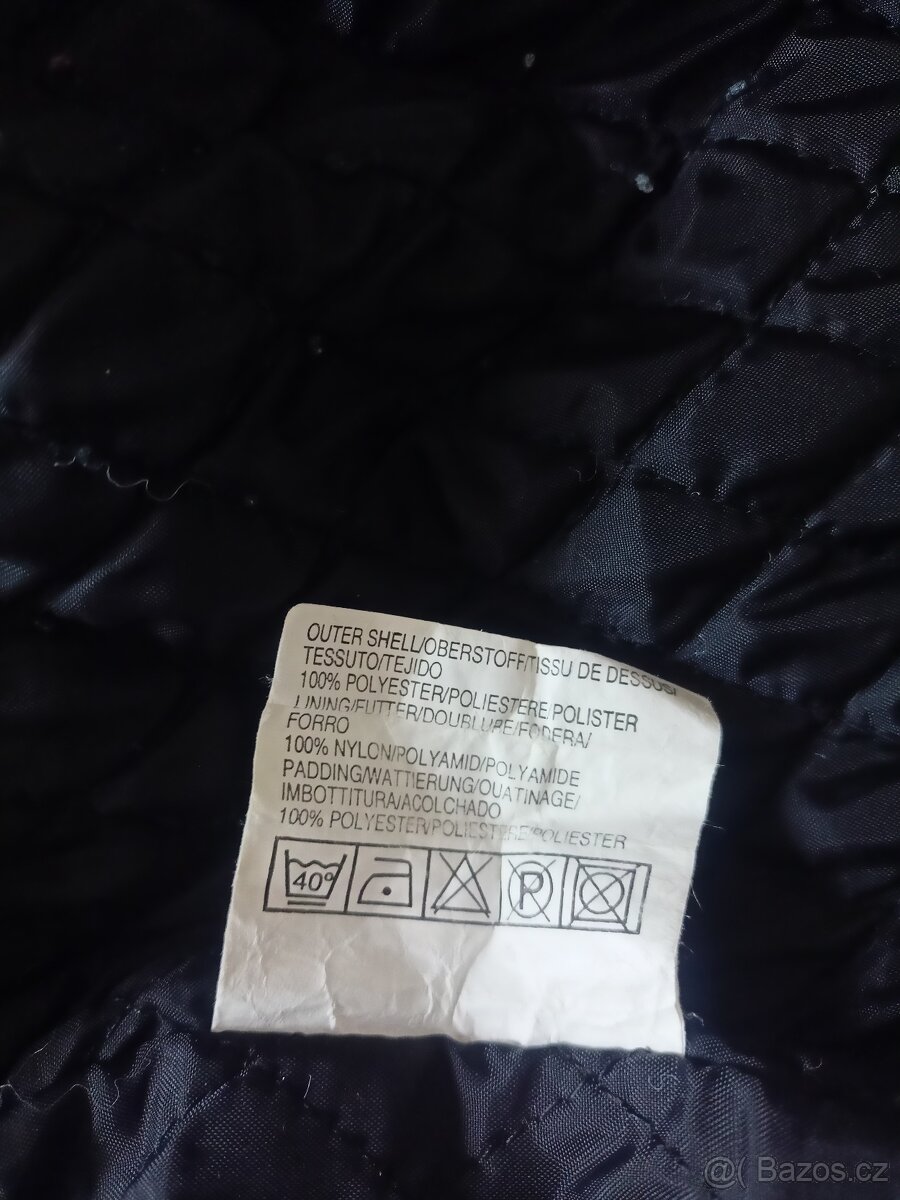 OUTER SHELL/OBERSTOFF/TISSU DE DESSUS/
TESSUTO/TEJIDO
100% POLYESTER/POLIESTERE/POLISTER
LINING/FUTTER/DOUBLURE/FODERA/
FORRO
100% NYLON/POLYAMID/POLYAMIDE
PADDING/WATTIERUNG/OUATINAGE/
IMBOTTITURA/ACOLCHADO
100% POLYESTER/POLIESTERE/POLIESTER
40° P
@( Bazos.cz